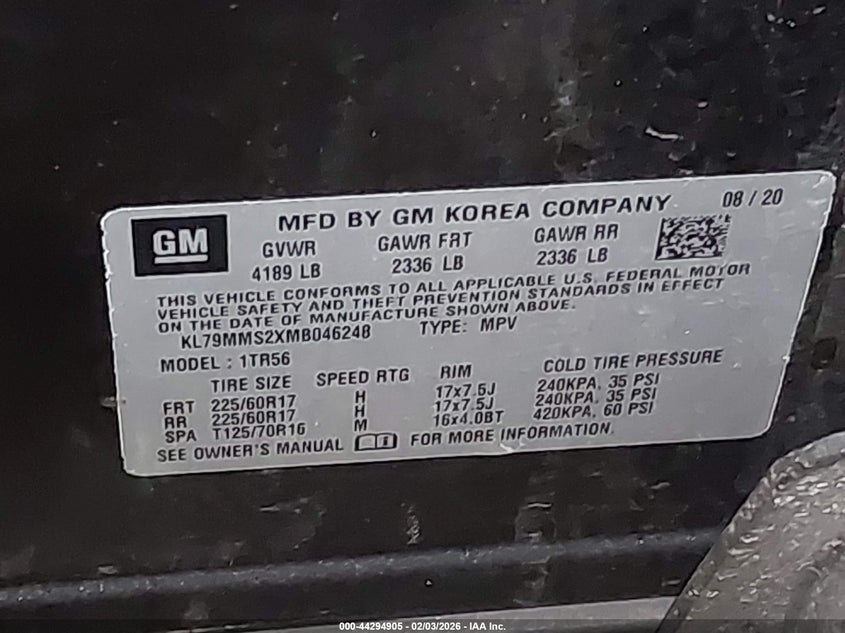 GM
MFD BY GM KOREA COMPANY 08 / 20
GVWR GAWR FRT GAWR RR
4189 LB 2336 LB 2336 LB
THIS VEHICLE CONFORMS TO ALL APPLICABLE U.S. FEDERAL MOTOR
VEHICLE SAFETY AND THEFT PREVENTION STANDARDS IN EFFECT
ON THE DATE OF MANUFACTURE SHOWN ABOVE.
KL79MMS2XMB046248 TYPE: MPV
MODEL : 1TR56
TIRE SIZE SPEED RTG RIM COLD TIRE PRESSURE
FRT 225/60R17 H 17x7.5J 240KPA, 35 PSI
RR 225/60R17 H 17x7.5J 240KPA, 35 PSI
SPA T125/70R16 M 16x4.0BT 420KPA, 60 PSI
SEE OWNER'S MANUAL FOR MORE INFORMATION.
000-44294905 - 02/03/2026 - IAA Inc.